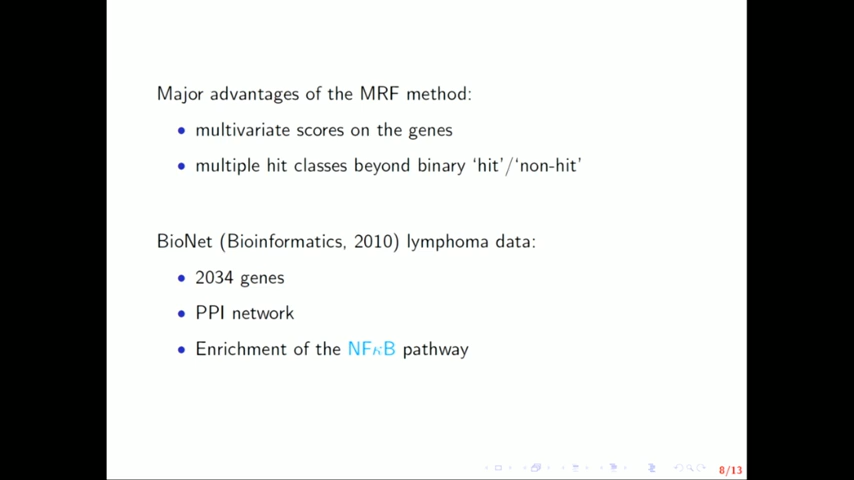 Major advantages of the MRF method:
• multivariate scores on the genes
• multiple hit classes beyond binary ‘hit’/‘non-hit’
BioNet (Bioinformatics, 2010) lymphoma data:
• 2034 genes
• PPI network
• Enrichment of the NFκB pathway
8/13